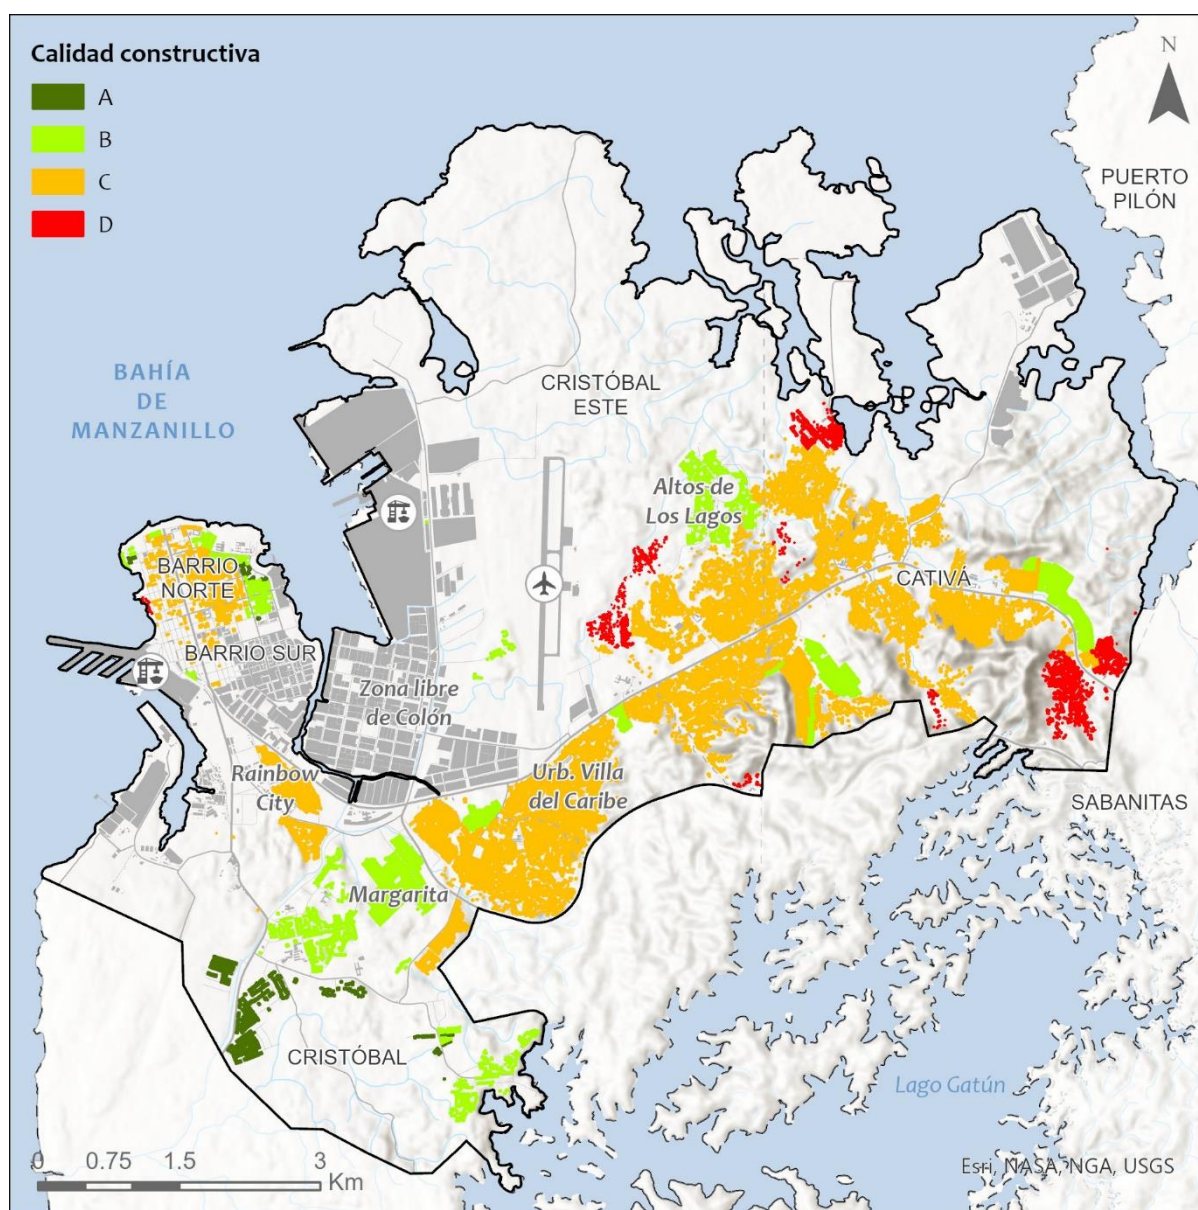 Calidad constructiva
A
B
C
D
N
PUERTO
PILÓN
BAHÍA
DE
MANZANILLO
CRISTÓBAL
ESTE
Altos de
Los Lagos
BARRIO
NORTE
CATIVÁ
BARRIO SUR
Zona libre
de Colón
Rainbow
City
Urb. Villa
del Caribe
SABANITAS
Margarita
CRISTÓBAL
Lago Gatún
0 0.75 1.5 3
Km
Esri, NASA, NGA, USGS